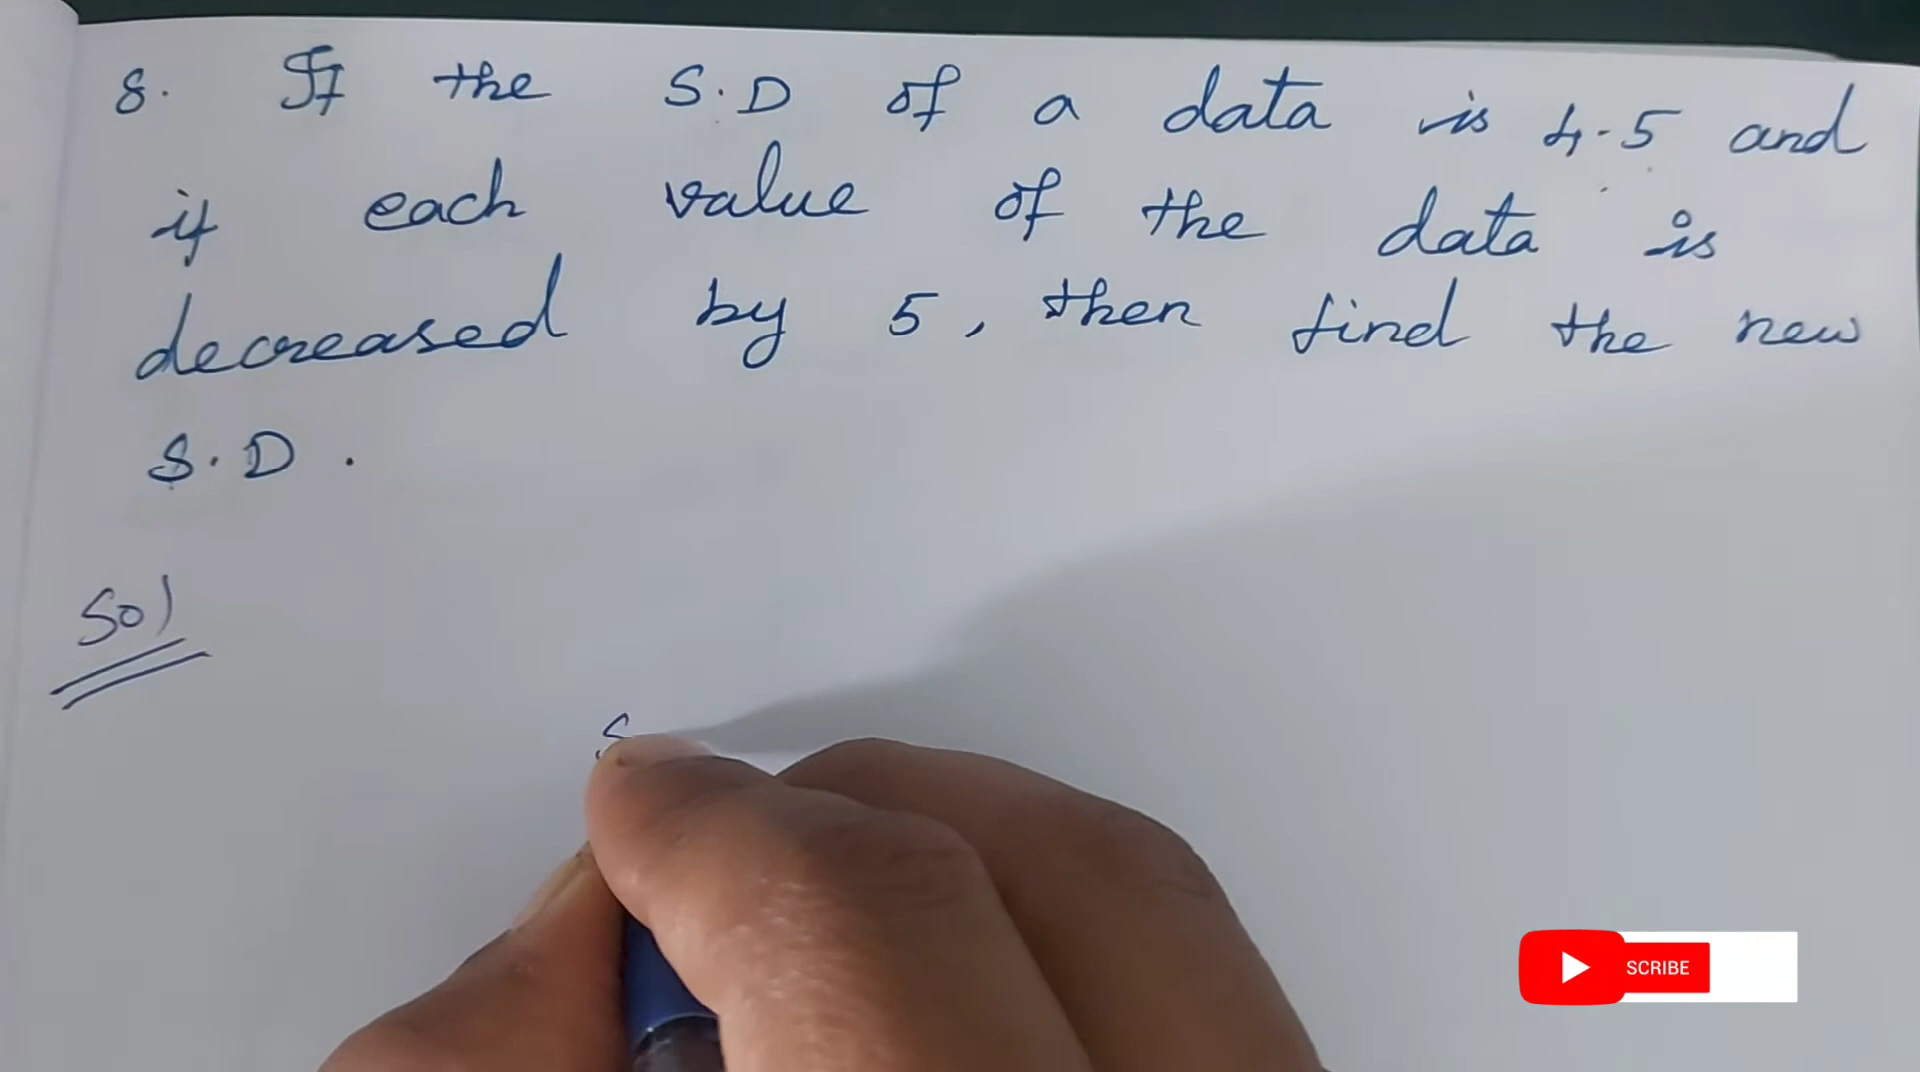 8. If the S.D of a data is 4.5 and
if each value of the data is
decreased by 5, then find the new
S.D.
Sol
S
SCRIBE